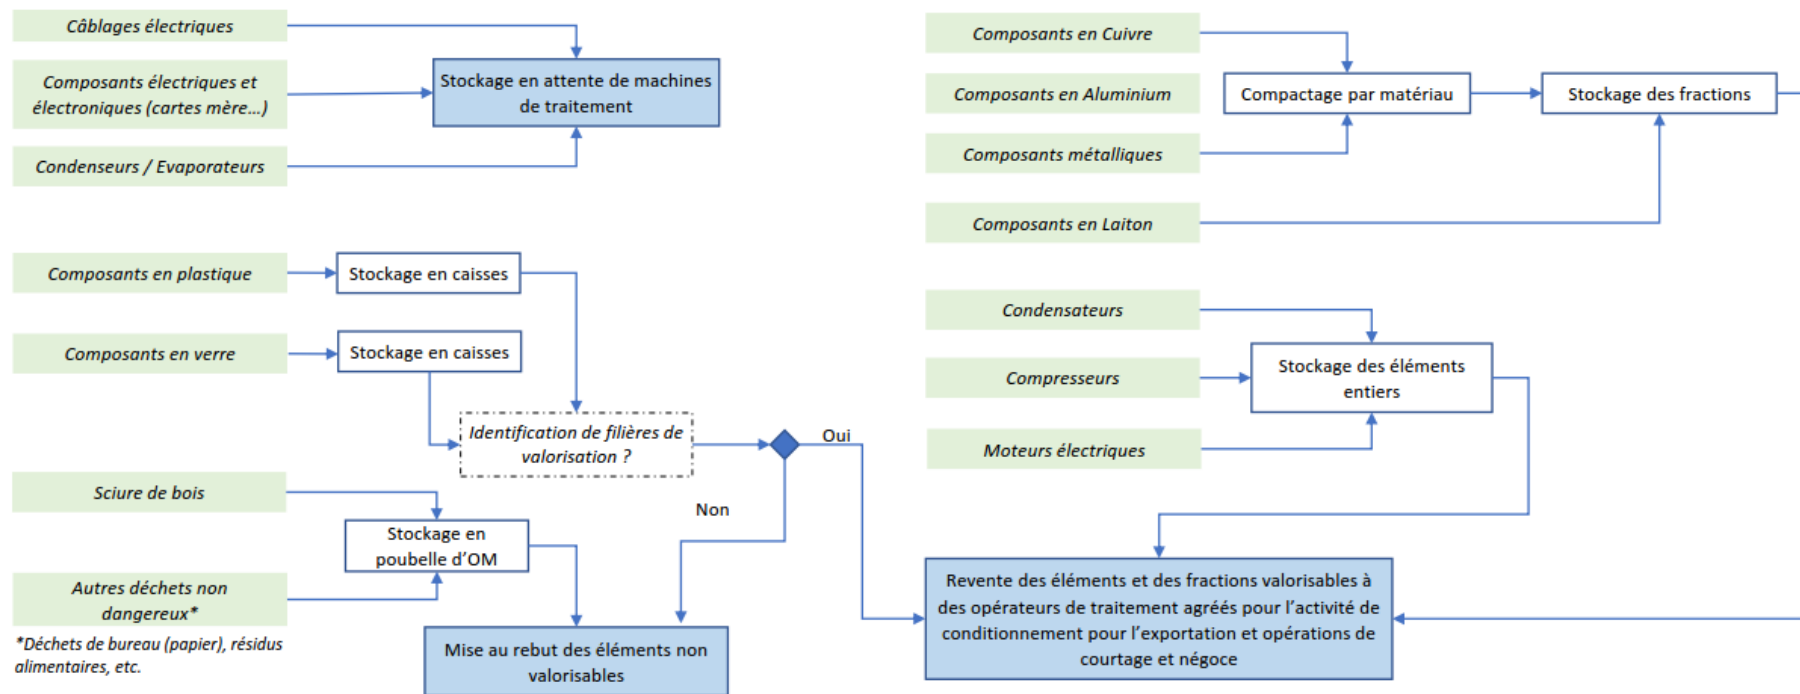 Câblages électriques
Composants électriques et
électroniques (cartes mère...)
Condenseurs / Evaporateurs
Stockage en attente de machines
de traitement
Composants en plastique
Stockage en caisses
Composants en verre
Stockage en caisses
Identification de filières de
valorisation ?
Oui
Non
Sciure de bois
Stockage en
poubelle d'OM
Autres déchets non
dangereux*
*Déchets de bureau (papier), résidus
alimentaires, etc.
Mise au rebut des éléments non
valorisables
Composants en Cuivre
Composants en Aluminium
Compactage par matériau
Stockage des fractions
Composants métalliques
Composants en Laiton
Condensateurs
Compresseurs
Stockage des éléments
entiers
Moteurs électriques
Revente des éléments et des fractions valorisables à
des opérateurs de traitement agréés pour l'activité de
conditionnement pour l'exportation et opérations de
courtage et négoce